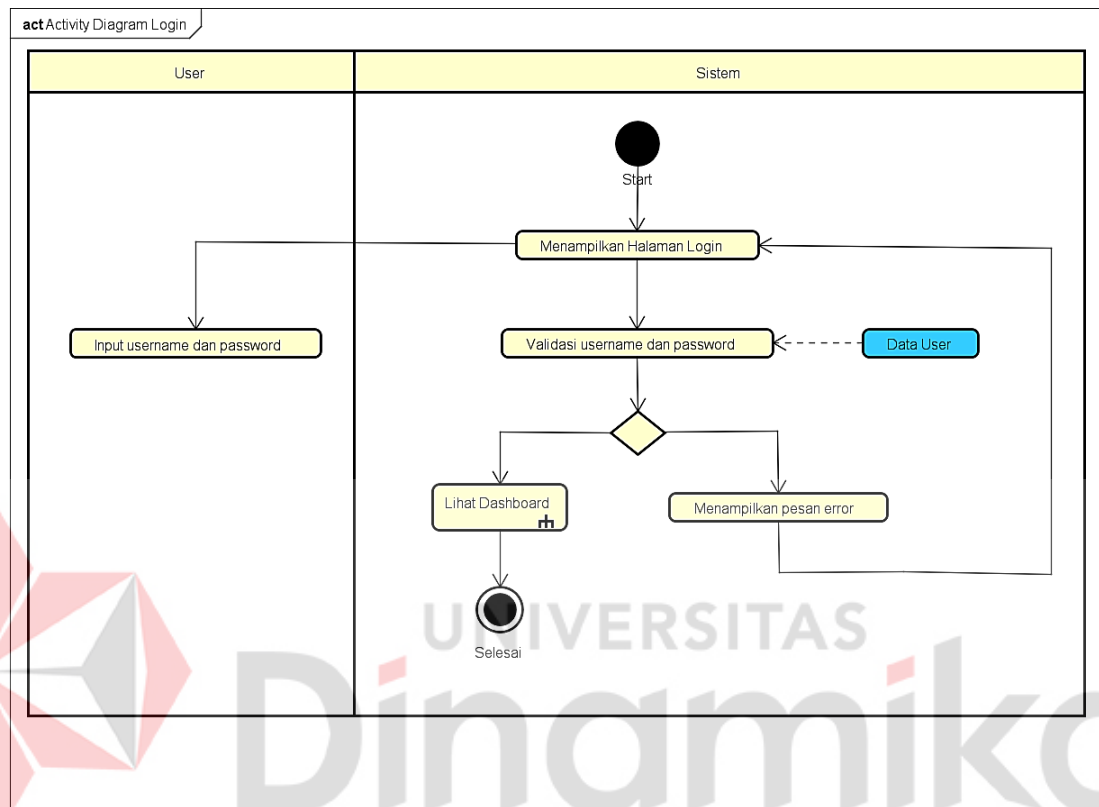 act Activity Diagram Login
User
Sistem
Start
Menampilkan Halaman Login
Input username dan password
Validasi username dan password
Data User
Lihat Dashboard
Menampilkan pesan error
Selesai
UNIVERSITAS
Dinamika